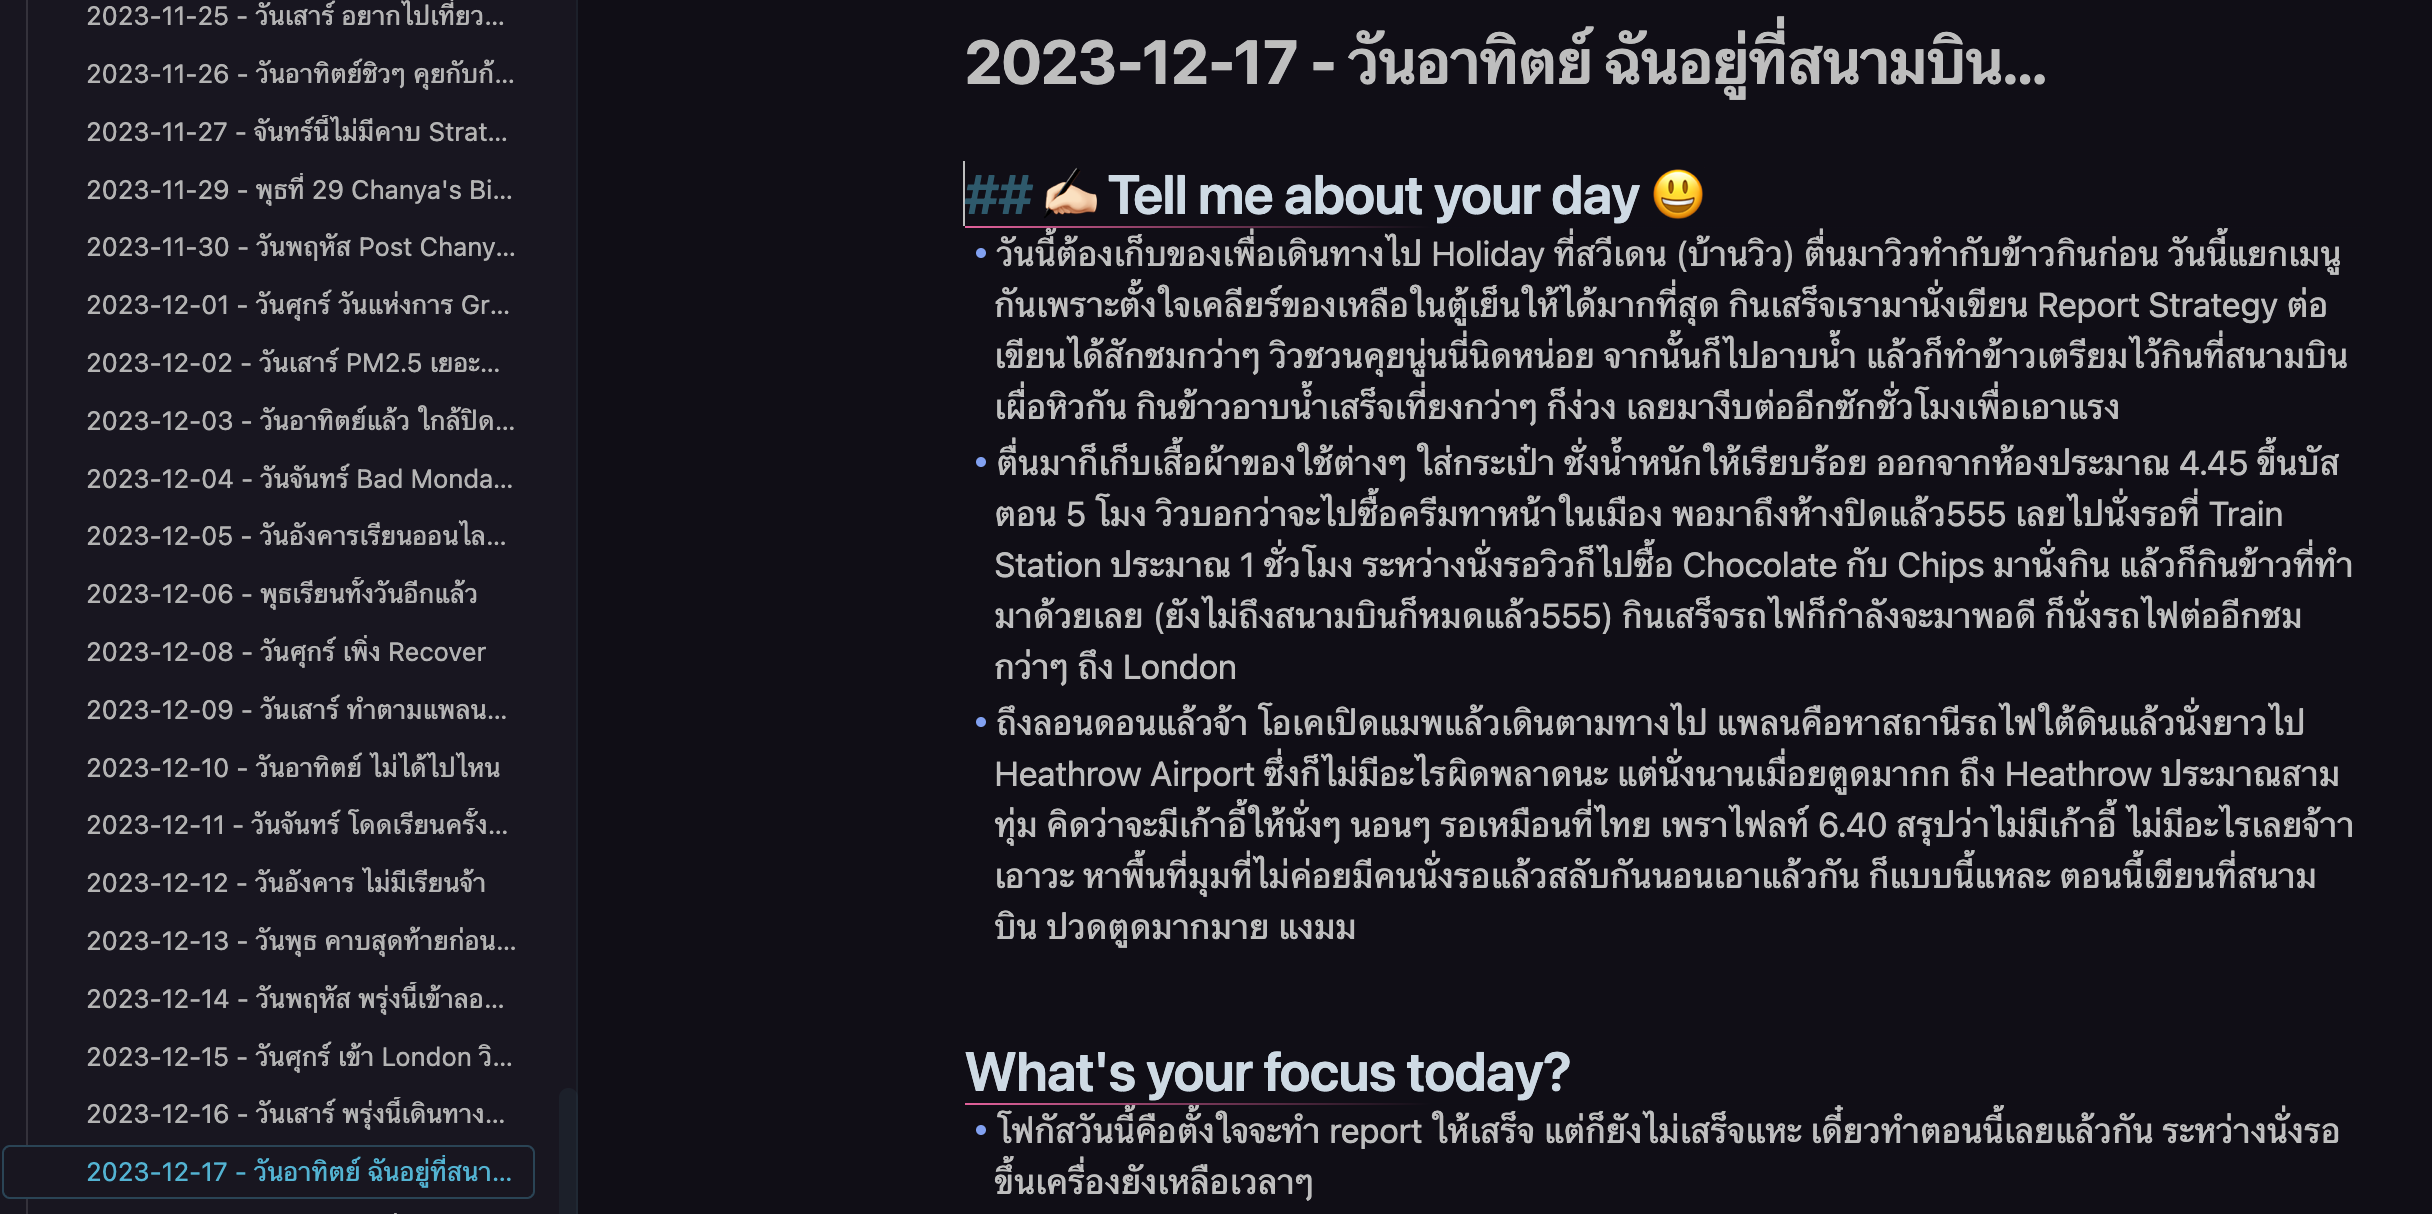 2023-11-25 - วันเสาร์ อยากไปเที่ยว...
2023-11-26 - วันอาทิตย์ชิวๆ คุยกับก้...
2023-11-27 - จันทร์นี้ไม่มีคาบ Strat...
2023-11-29 - พุธที่ 29 Chanya's Bi...
2023-11-30 - วันพฤหัส Post Chany...
2023-12-01 - วันศุกร์ วันแห่งการ Gr...
2023-12-02 - วันเสาร์ PM2.5 เยอะ...
2023-12-03 - วันอาทิตย์แล้ว ใกล้ปิด...
2023-12-04 - วันจันทร์ Bad Monda...
2023-12-05 - วันอังคารเรียนออนไล...
2023-12-06 - พุธเรียนทั้งวันอีกแล้ว
2023-12-08 - วันศุกร์ เพิ่ง Recover
2023-12-09 - วันเสาร์ ทำตามแพลน...
2023-12-10 - วันอาทิตย์ ไม่ได้ไปไหน
2023-12-11 - วันจันทร์ โดดเรียนครั้ง...
2023-12-12 - วันอังคาร ไม่มีเรียนจ้า
2023-12-13 - วันพุธ คาบสุดท้ายก่อน...
2023-12-14 - วันพฤหัส พรุ่งนี้เข้าลอ...
2023-12-15 - วันศุกร์ เข้า London วิ...
2023-12-16 - วันเสาร์ พรุ่งนี้เดินทาง...
2023-12-17 - วันอาทิตย์ ฉันอยู่ที่สนา...
2023-12-17 - วันอาทิตย์ ฉันอยู่ที่สนามบิน...
## ✍🏻 Tell me about your day 😃
• วันนี้ต้องเก็บของเพื่อเดินทางไป Holiday ที่สวีเดน (บ้านวิว) ตื่นมาวิวทำกับข้าวกินก่อน วันนี้แยกเมนู
กันเพราะตั้งใจเคลียร์ของเหลือในตู้เย็นให้ได้มากที่สุด กินเสร็จเรามานั่งเขียน Report Strategy ต่อ
เขียนได้สักชมกว่าๆ วิวชวนคุยนู่นนี่นิดหน่อย จากนั้นก็ไปอาบน้ำ แล้วก็ทำข้าวเตรียมไว้กินที่สนามบิน
เผื่อหิวกัน กินข้าวอาบน้ำเสร็จเที่ยงกว่าๆ ก็ง่วง เลยมางีบต่ออีกซักชั่วโมงเพื่อเอาแรง
• ตื่นมาก็เก็บเสื้อผ้าของใช้ต่างๆ ใส่กระเป๋า ชั่งน้ำหนักให้เรียบร้อย ออกจากห้องประมาณ 4.45 ขึ้นบัส
ตอน 5 โมง วิวบอกว่าจะไปซื้อครีมทาหน้าในเมือง พอมาถึงห้างปิดแล้ว555 เลยไปนั่งรอที่ Train
Station ประมาณ 1 ชั่วโมง ระหว่างนั่งรอวิวก็ไปซื้อ Chocolate กับ Chips มานั่งกิน แล้วก็กินข้าวที่ทำ
มาด้วยเลย (ยังไม่ถึงสนามบินก็หมดแล้ว555) กินเสร็จรถไฟก็กำลังจะมาพอดี ก็นั่งรถไฟต่ออีกชม
กว่าๆ ถึง London
• ถึงลอนดอนแล้วจ้า โอเคเปิดแมพแล้วเดินตามทางไป แพลนคือหาสถานีรถไฟใต้ดินแล้วนั่งยาวไป
Heathrow Airport ซึ่งก็ไม่มีอะไรผิดพลาดนะ แต่นั่งนานเมื่อยตูดมากก ถึง Heathrow ประมาณสาม
ทุ่ม คิดว่าจะมีเก้าอี้ให้นั่งๆ นอนๆ รอเหมือนที่ไทย เพราไฟลท์ 6.40 สรุปว่าไม่มีเก้าอี้ ไม่มีอะไรเลยจ้าา
เอาวะ หาพื้นที่มุมที่ไม่ค่อยมีคนนั่งรอแล้วสลับกันนอนเอาแล้วกัน ก็แบบนี้แหละ ตอนนี้เขียนที่สนาม
บิน ปวดตูดมากมาย แงมม
What's your focus today?
• โฟกัสวันนี้คือตั้งใจจะทำ report ให้เสร็จ แต่ก็ยังไม่เสร็จแหะ เดี๋ยวทำตอนนี้เลยแล้วกัน ระหว่างนั่งรอ
ขึ้นเครื่องยังเหลือเวลาๆ